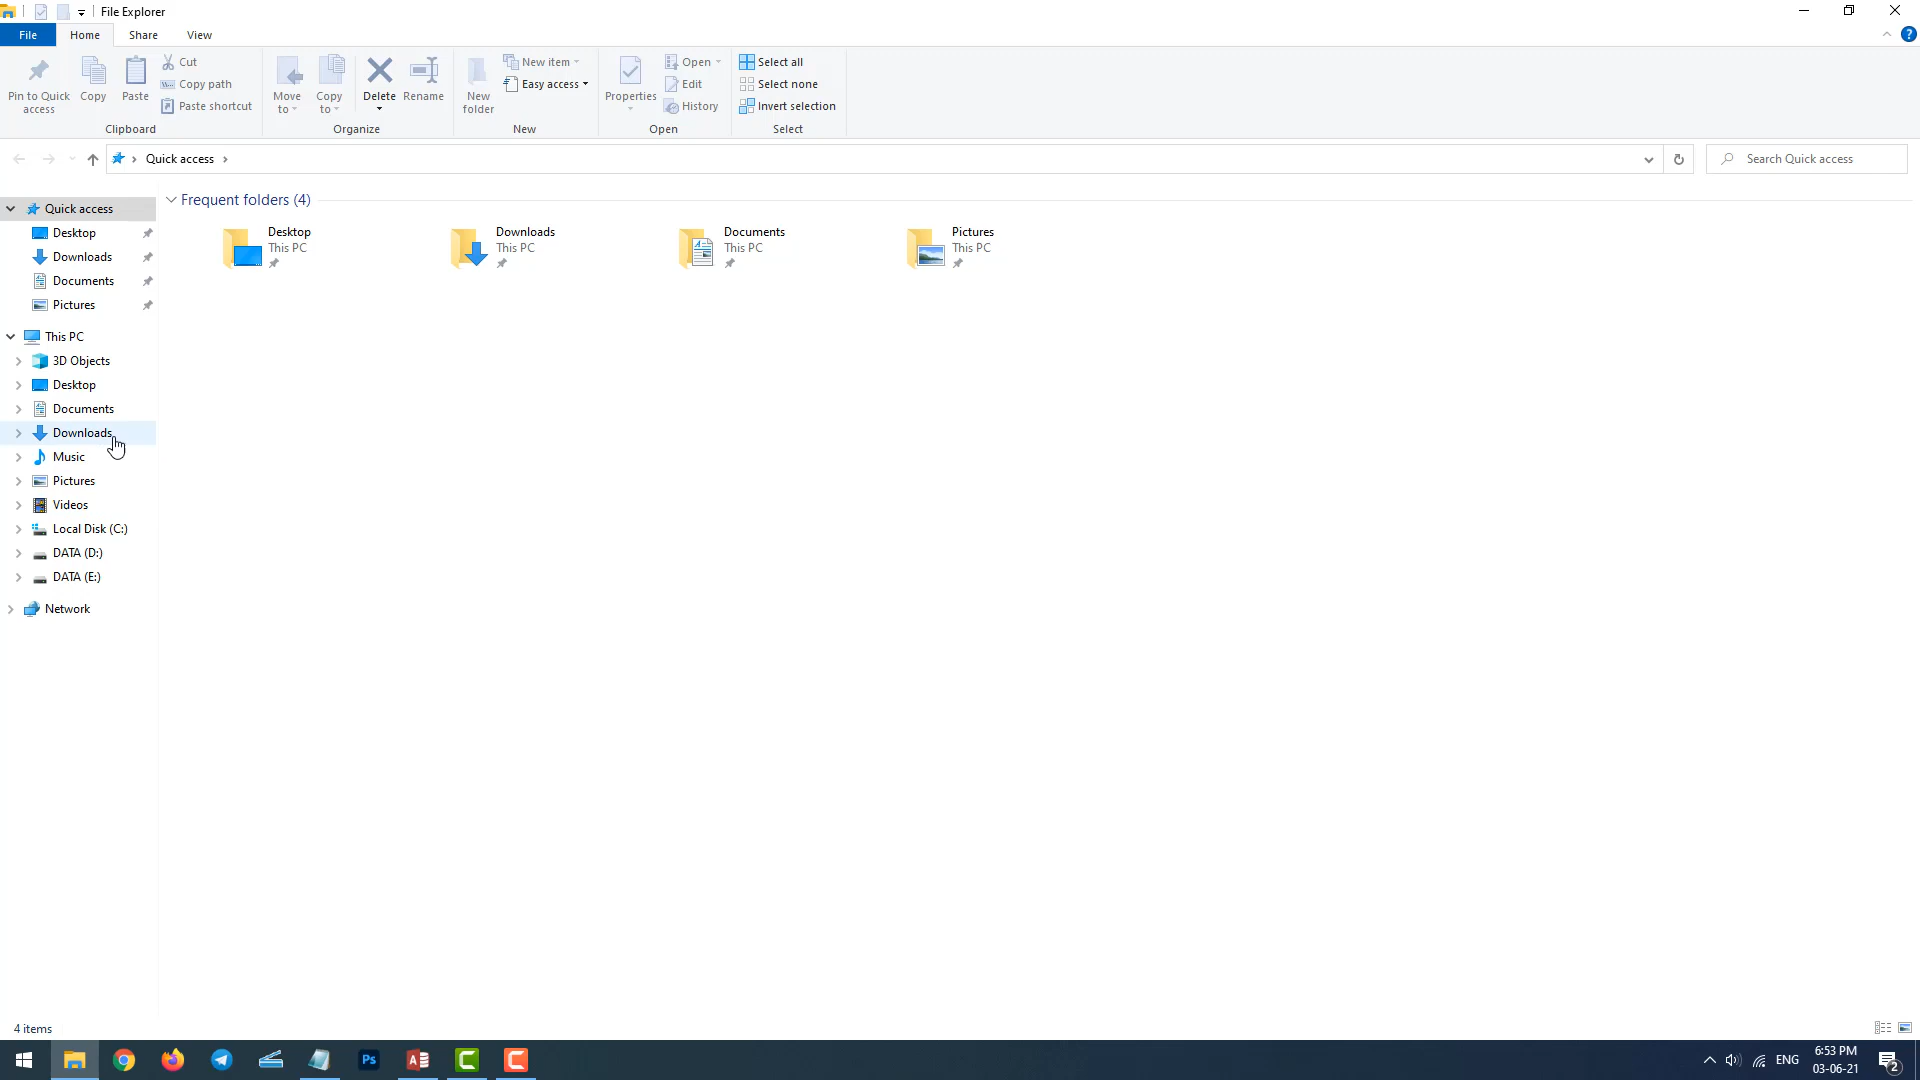 File Explorer
File
Home
Share
View
?
Pin to Quick
access
Copy
Paste
Cut
Copy path
Paste shortcut
Clipboard
Move
to
Copy
to
Delete
Rename
Organize
New
folder
New item
Easy access
New
Properties
Open
Edit
History
Open
Select all
Select none
Invert selection
Select
Quick access
Search Quick access
Quick access
Desktop
Downloads
Documents
Pictures
This PC
3D Objects
Desktop
Documents
Downloads
Music
Pictures
Videos
Local Disk (C:)
DATA (D:)
DATA (E:)
Network
Frequent folders (4)
Desktop
This PC
Downloads
This PC
Documents
This PC
Pictures
This PC
4 items
Ps
A
C
C
ENG
6:53 PM
03-06-21
2